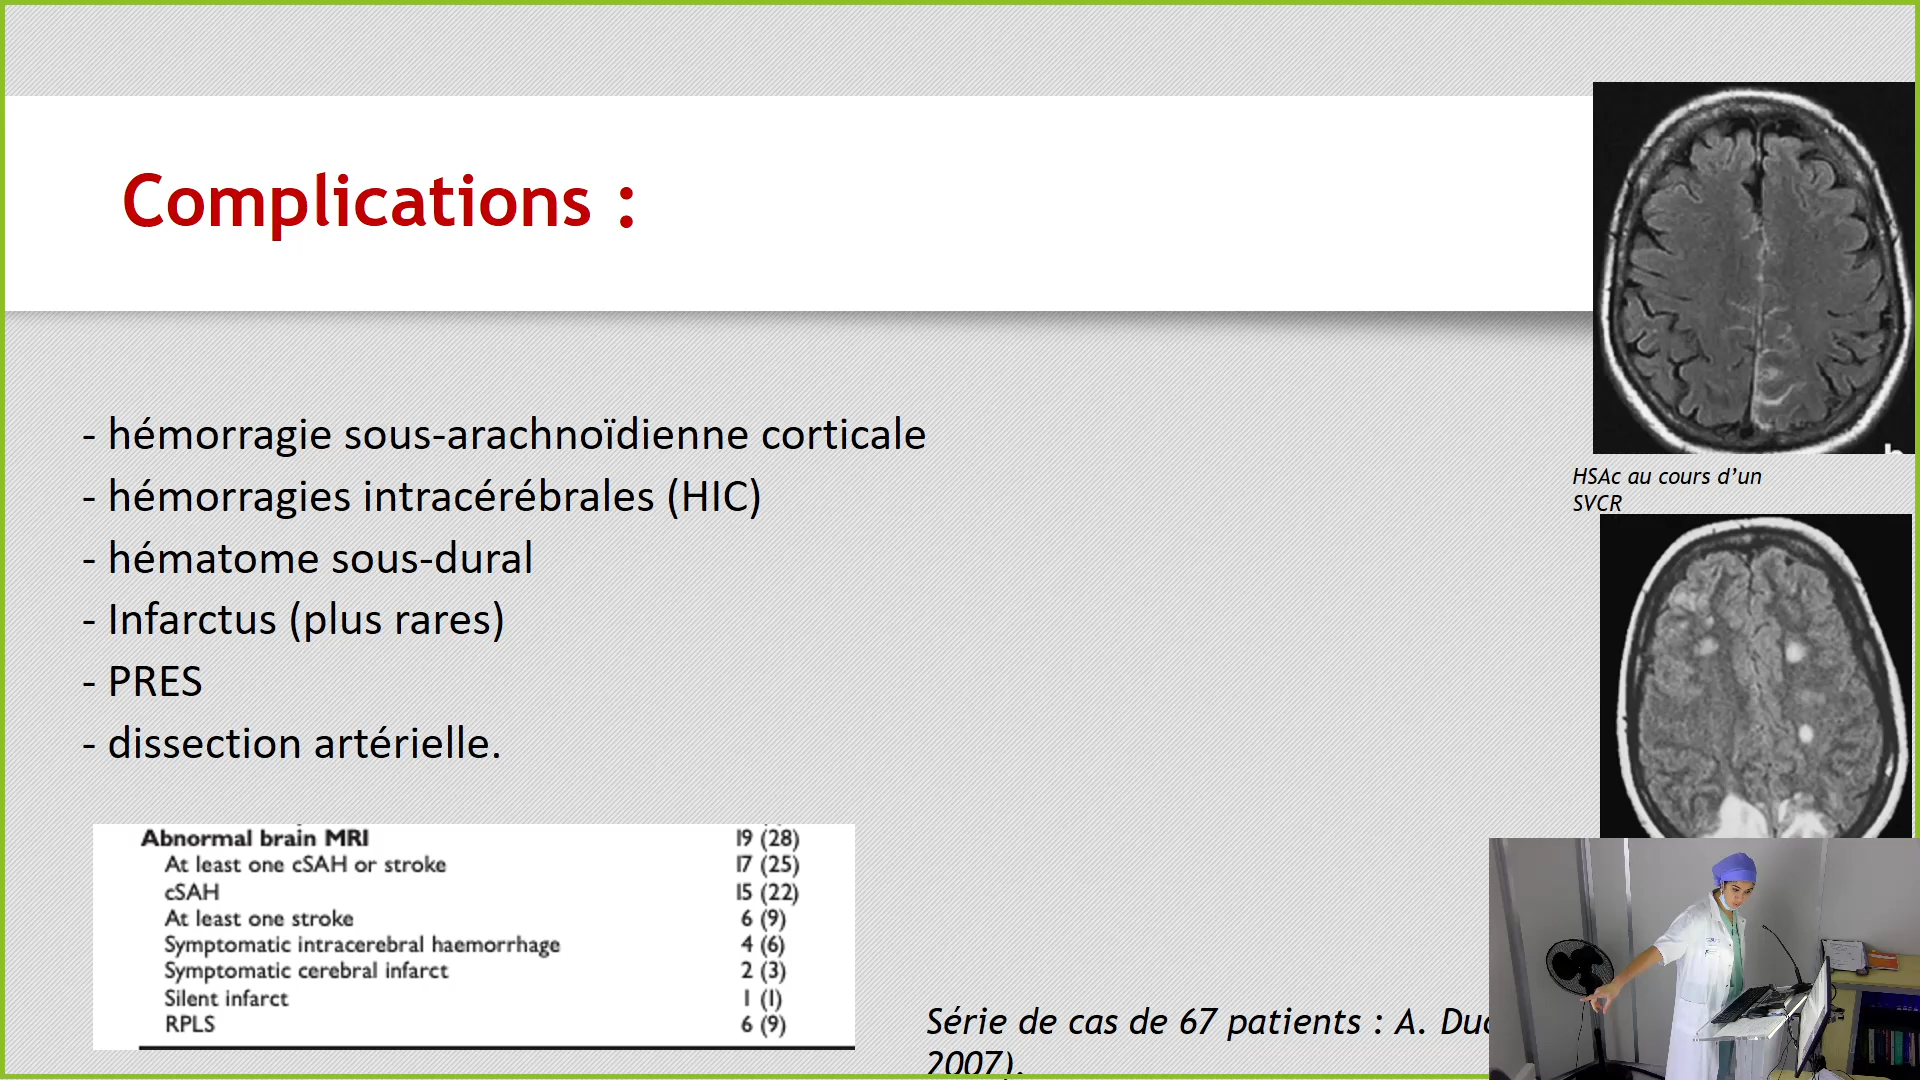 Complications :
- hémorragie sous-arachnoïdienne corticale
- hémorragies intracérébrales (HIC)
- hématome sous-dural
- Infarctus (plus rares)
- PRES
- dissection artérielle.
HSAc au cours d’un
SVCR
Abnormal brain MRI 19 (28)
At least one cSAH or stroke 17 (25)
cSAH 15 (22)
At least one stroke 6 (9)
Symptomatic intracerebral haemorrhage 4 (6)
Symptomatic cerebral infarct 2 (3)
Silent infarct 1 (1)
RPLS 6 (9)
Série de cas de 67 patients : A.
2007).